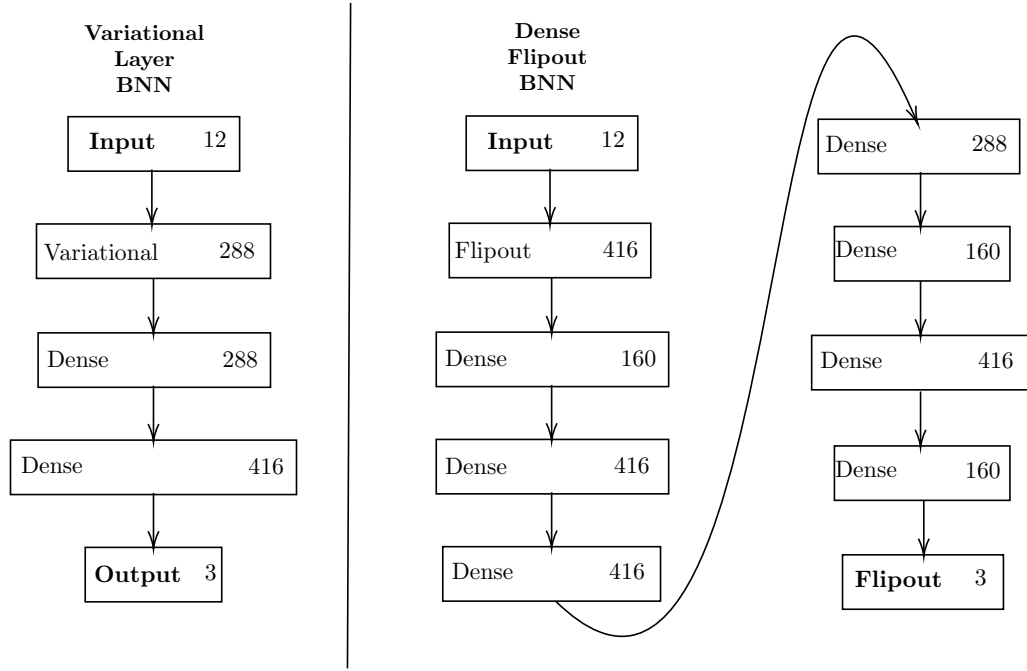 Variational
Layer
BNN
Input 12
Variational 288
Dense 288
Dense 416
Output 3
Dense
Flipout
BNN
Input 12
Flipout 416
Dense 160
Dense 416
Dense 416
Dense 288
Dense 160
Dense 416
Dense 160
Flipout 3